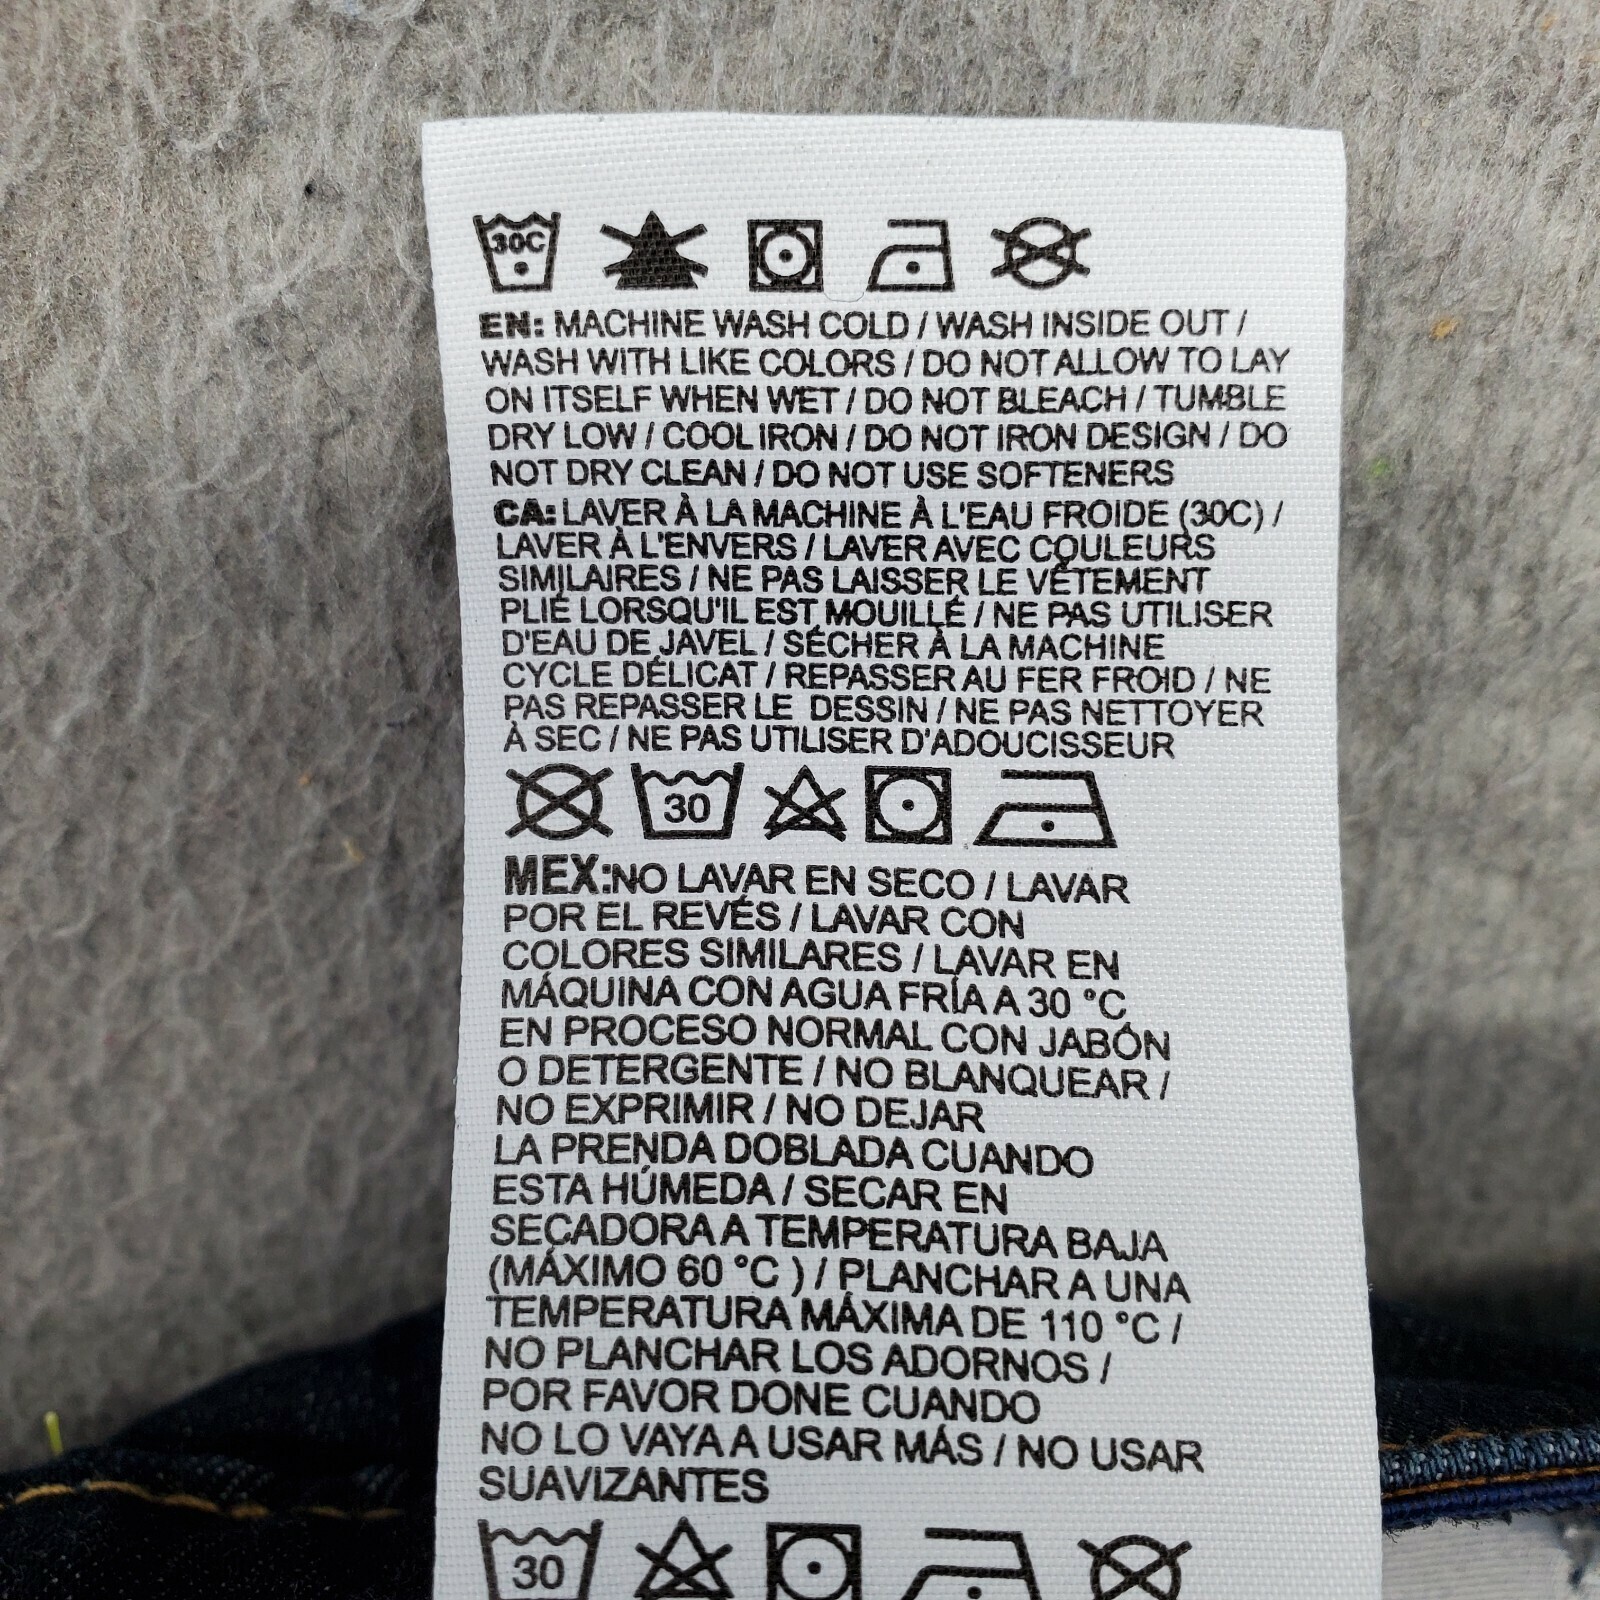 30C
EN: MACHINE WASH COLD / WASH INSIDE OUT /
WASH WITH LIKE COLORS / DO NOT ALLOW TO LAY
ON ITSELF WHEN WET / DO NOT BLEACH / TUMBLE
DRY LOW / COOL IRON / DO NOT IRON DESIGN / DO
NOT DRY CLEAN / DO NOT USE SOFTENERS
CA: LAVER À LA MACHINE À L'EAU FROIDE (30C) /
LAVER À L'ENVERS / LAVER AVEC COULEURS
SIMILAIRES / NE PAS LAISSER LE VÊTEMENT
PLIÉ LORSQU'IL EST MOUILLÉ / NE PAS UTILISER
D'EAU DE JAVEL / SÉCHER À LA MACHINE
CYCLE DÉLICAT / REPASSER AU FER FROID / NE
PAS REPASSER LE DESSIN / NE PAS NETTOYER
À SEC / NE PAS UTILISER D'ADOUCISSEUR
30
MEX:NO LAVAR EN SECO / LAVAR
POR EL REVÉS / LAVAR CON
COLORES SIMILARES / LAVAR EN
MÁQUINA CON AGUA FRÍA A 30 °C
EN PROCESO NORMAL CON JABÓN
O DETERGENTE / NO BLANQUEAR /
NO EXPRIMIR / NO DEJAR
LA PRENDA DOBLADA CUANDO
ESTA HÚMEDA / SECAR EN
SECADORA A TEMPERATURA BAJA
(MÁXIMO 60 °C ) / PLANCHAR A UNA
TEMPERATURA MÁXIMA DE 110 °C /
NO PLANCHAR LOS ADORNOS /
POR FAVOR DONE CUANDO
NO LO VAYA A USAR MÁS / NO USAR
SUAVIZANTES
30